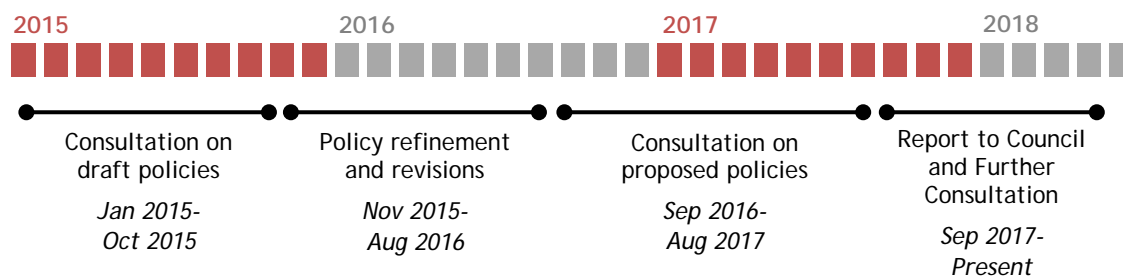 2015
2016
2017
2018
Consultation on
draft policies
Jan 2015-
Oct 2015
Policy refinement
and revisions
Nov 2015-
Aug 2016
Consultation on
proposed policies
Sep 2016-
Aug 2017
Report to Council
and Further
Consultation
Sep 2017-
Present